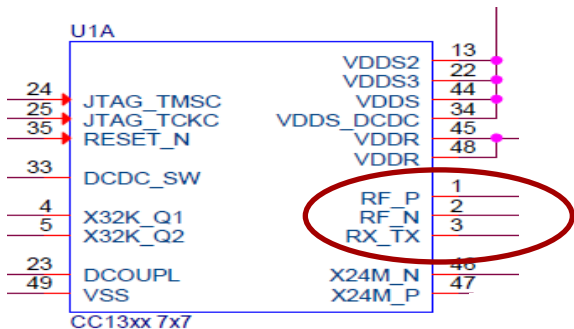 U1A
24 JTAG_TMSC
25 JTAG_TCKC
35 RESET_N
33 DCDC_SW
4 X32K_Q1
5 X32K_Q2
23 DCOUPL
49 VSS
VDDS2 13
VDDS3 22
VDDS 44
VDDS_DCDC 34
VDDR 45
VDDR 48
RF_P 1
RF_N 2
RX_TX 3
X24M_N 46
X24M_P 47
CC13xx 7x7